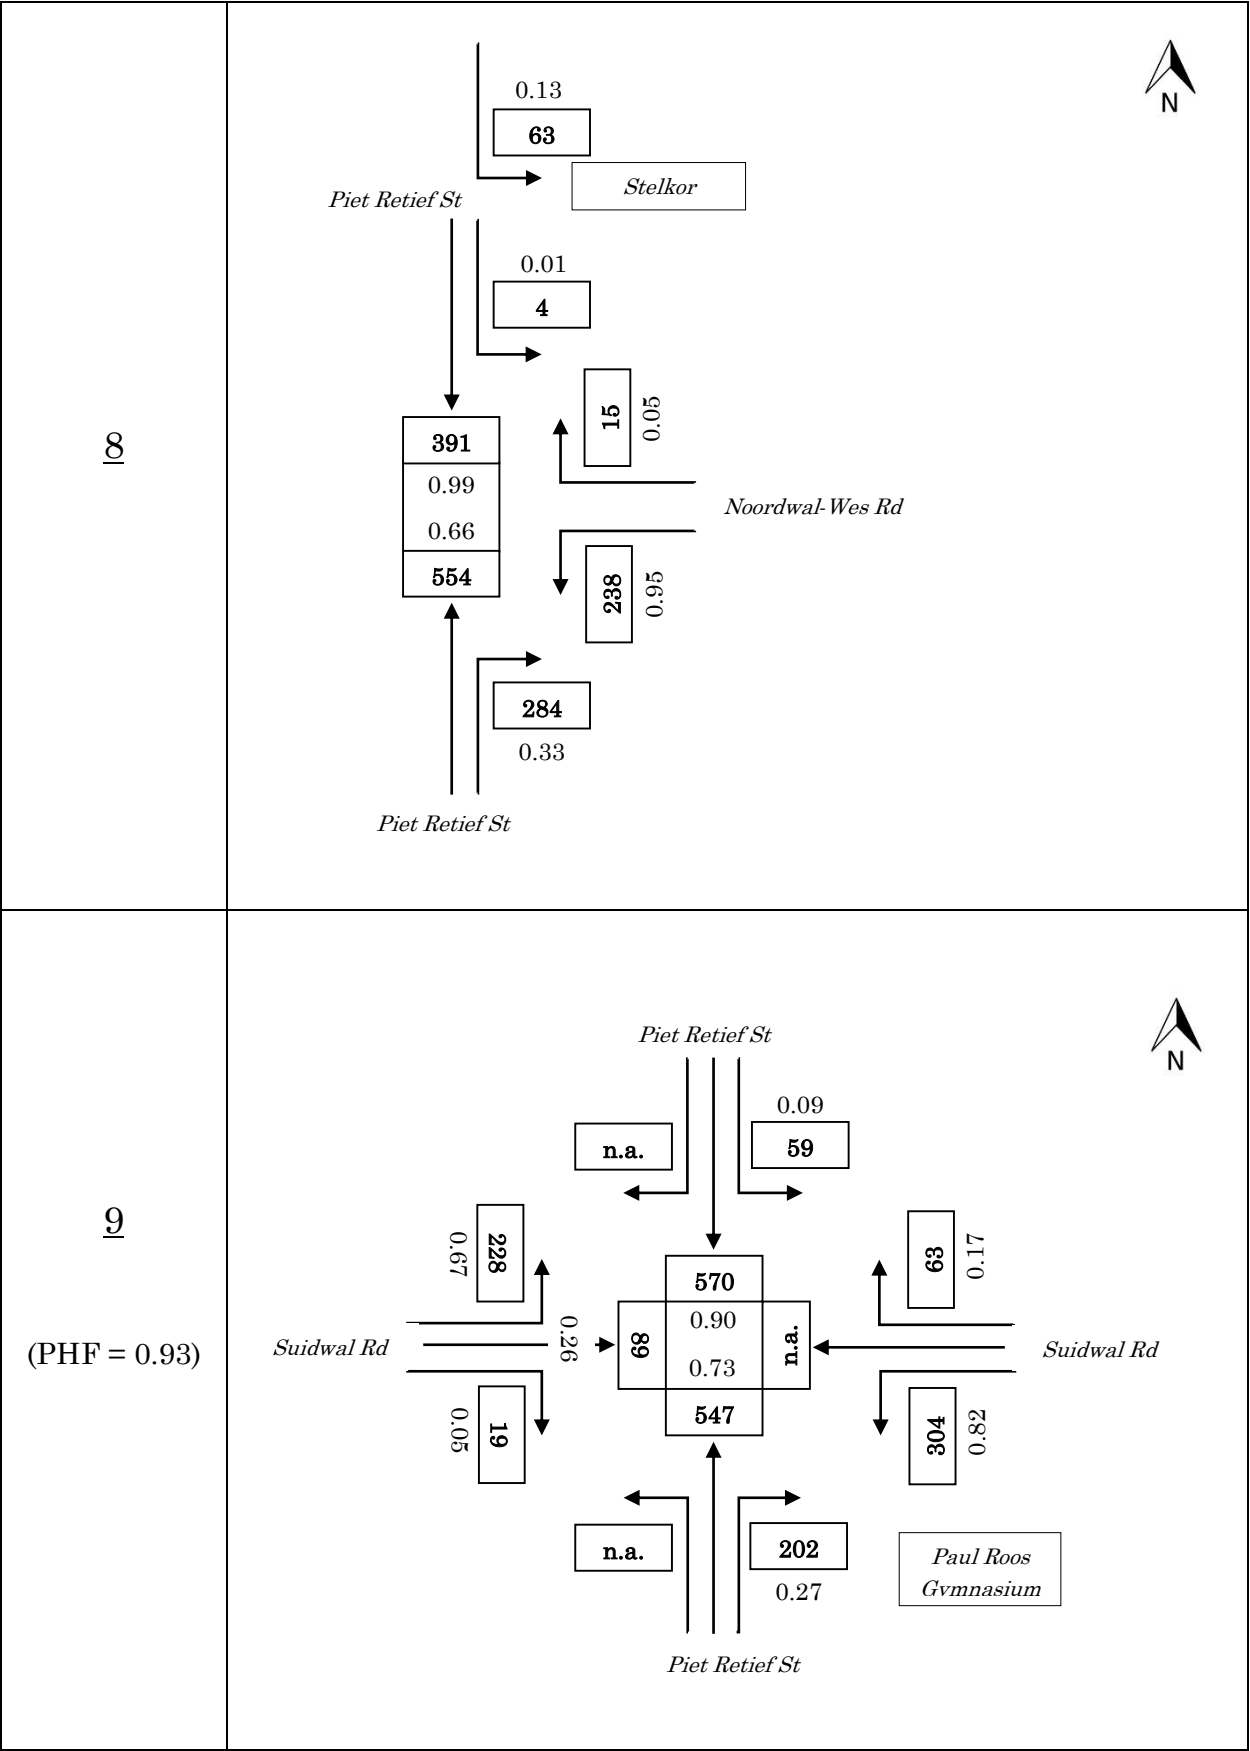 8
N
0.13
63
Stelkor
Piet Retief St
0.01
4
15
0.05
391
0.99
0.66
554
Noordwal-Wes Rd
238
0.95
284
0.33
Piet Retief St
9
(PHF = 0.93)
N
Piet Retief St
0.09
n.a.
59
228
0.67
63
0.17
570
0.90
0.73
547
0.26
89
n.a.
Suidwal Rd
Suidwal Rd
19
0.05
304
0.82
n.a.
202
0.27
Paul Roos
Gvmnasium
Piet Retief St